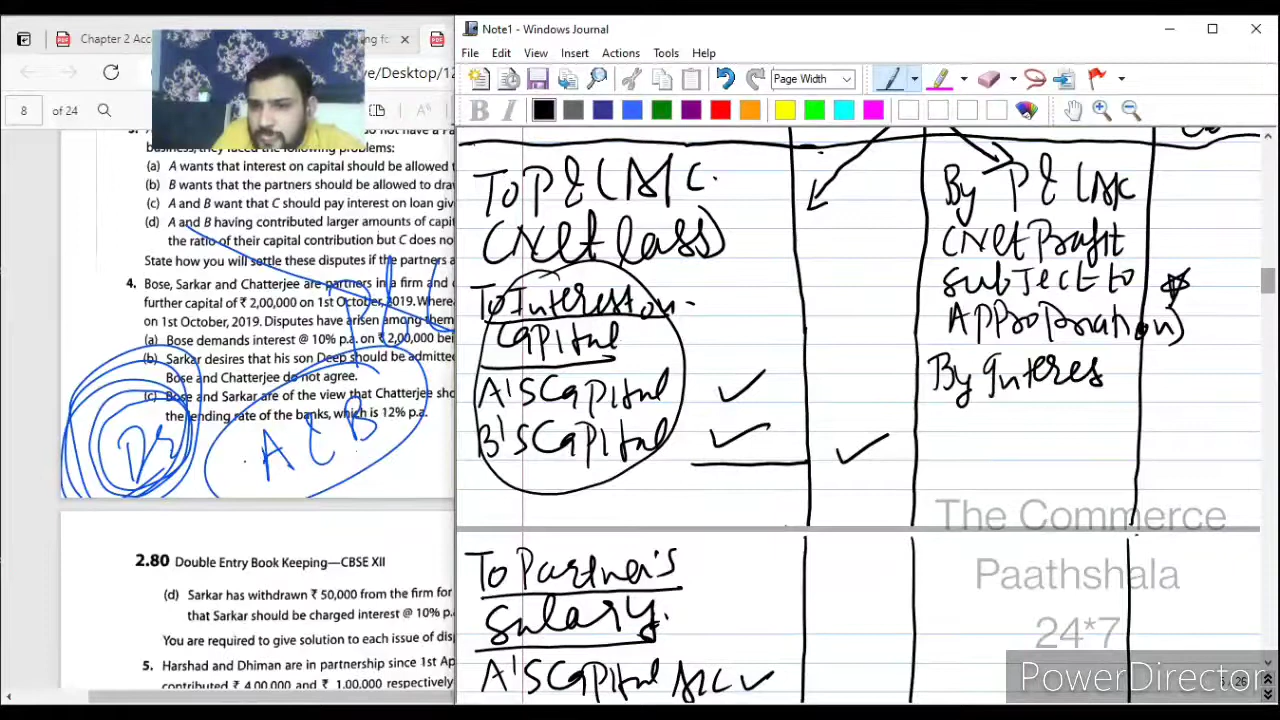 Chapter 2 Acc
ng for
ve/Desktop/12
8 of 24
business, they faced the following problems:
(a) A wants that interest on capital should be allowed t
(b) B wants that the partners should be allowed to dra
(c) A and B want that C should pay interest on loan giv
(d) A and B having contributed larger amounts of capi
the ratio of their capital contribution but C does no
State how you will settle these disputes if the partners a
4. Bose, Sarkar and Chatterjee are partners in a firm and
further capital of ₹ 2,00,000 on 1st October, 2019. Where
on 1st October, 2019. Disputes have arisen among them
(a) Bose demands interest @ 10% p.a. on ₹ 2,00,000 bei
(b) Sarkar desires that his son Deep should be admitted
Bose and Chatterjee do not agree.
(c) Bose and Sarkar are of the view that Chatterjee sho
the lending rate of the banks, which is 12% p.a.
Dr
A & B
2.80 Double Entry Book Keeping—CBSE XII
(d) Sarkar has withdrawn ₹ 50,000 from the firm for
that Sarkar should be charged interest @ 10% p.
You are required to give solution to each issue of dis
5. Harshad and Dhiman are in partnership since 1st Ap
contributed ₹ 4,00,000 and ₹ 1,00,000 respectively
Note1 - Windows Journal
File Edit View Insert Actions Tools Help
Page Width
B I
To P & L A/C.
(Net loss)
To Interest on
Capital
A'S Capital
B'S Capital
To Partner's
Salary.
A'S Capital A/c
By P & L A/C
(Net Profit
Subject to
Appropriation)
By Interes
The Commerce
Paathshala
24*7
PowerDirector